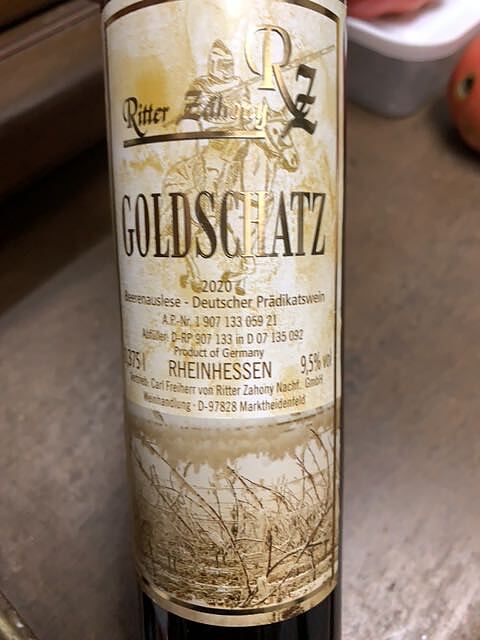 RZ
Ritter Zahony
GOLDSCHATZ
2020
Beerenauslese - Deutscher Prädikatswein
A.P.-Nr. 1 907 133 059 21
Abfüller: D-RP 907 133 in D 07 135 092
Product of Germany
,375 l RHEINHESSEN 9,5% vol
Vertrieb: Carl Freiherr von Ritter Zahony Nachf. GmbH
Weinhandlung · D-97828 Marktheidenfeld